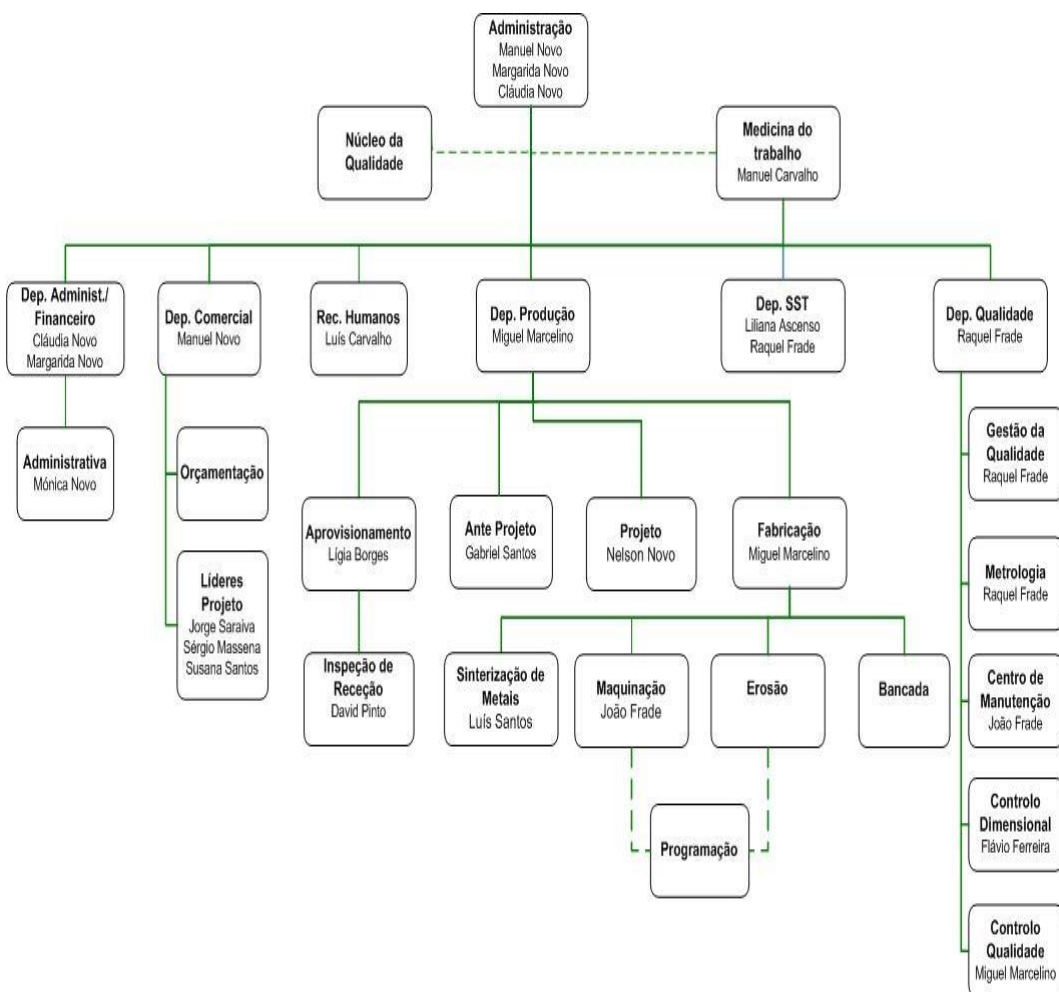 Administração
Manuel Novo
Margarida Novo
Cláudia Novo
Núcleo da
Qualidade
Medicina do
trabalho
Manuel Carvalho
Dep. Administ./
Financeiro
Cláudia Novo
Margarida Novo
Dep. Comercial
Manuel Novo
Rec. Humanos
Luís Carvalho
Dep. Produção
Miguel Marcelino
Dep. SST
Liliana Ascenso
Raquel Frade
Dep. Qualidade
Raquel Frade
Administrativa
Mónica Novo
Orçamentação
Líderes
Projeto
Jorge Saraiva
Sérgio Massena
Susana Santos
Aprovisionamento
Lígia Borges
Ante Projeto
Gabriel Santos
Projeto
Nelson Novo
Fabricação
Miguel Marcelino
Inspeção de
Receção
David Pinto
Sinterização de
Metais
Luís Santos
Maquinação
João Frade
Erosão
Bancada
Programação
Gestão da
Qualidade
Raquel Frade
Metrologia
Raquel Frade
Centro de
Manutenção
João Frade
Controlo
Dimensional
Flávio Ferreira
Controlo
Qualidade
Miguel Marcelino